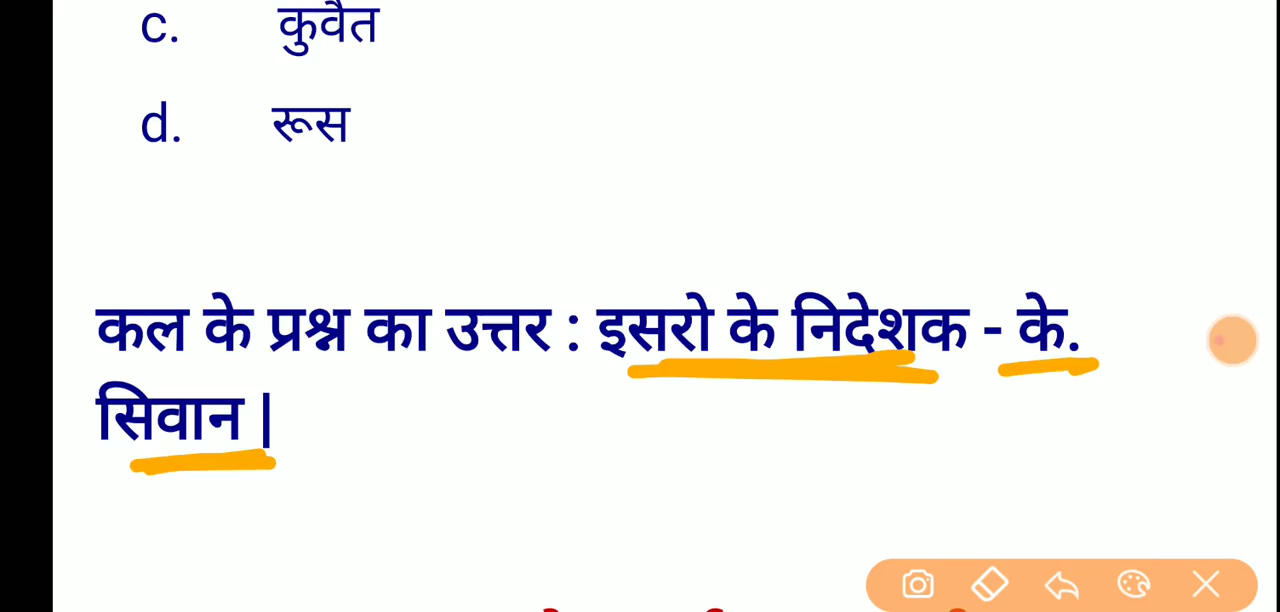 c. कुवैत
d. रूस
कल के प्रश्न का उत्तर : इसरो के निदेशक - के.
सिवान |